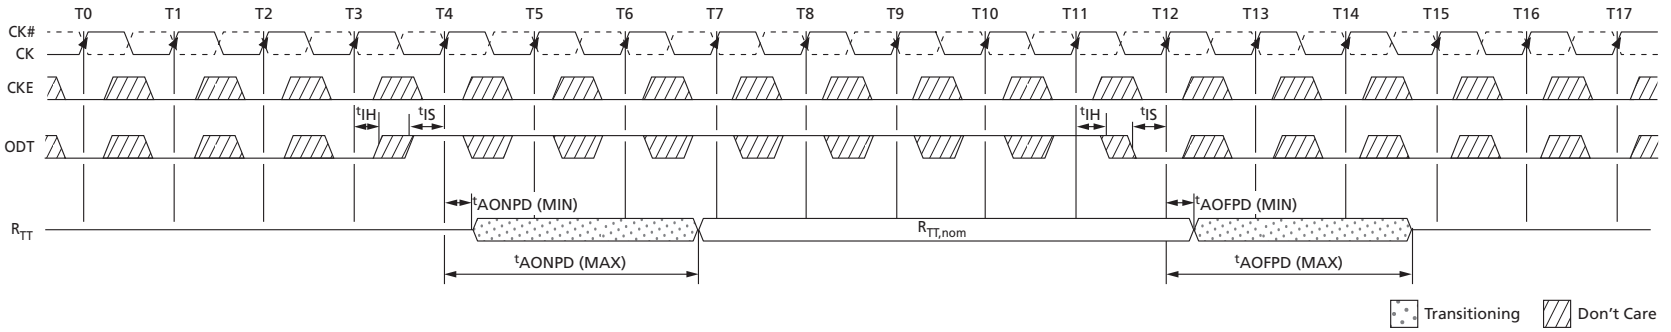 T0 T1 T2 T3 T4 T5 T6 T7 T8 T9 T10 T11 T12 T13 T14 T15 T16 T17
CK#
CK
CKE
tIH tIS tIH tIS
ODT
tAONPD (MIN) tAOFPD (MIN)
RTT RTT,nom
tAONPD (MAX) tAOFPD (MAX)
Transitioning Don't Care